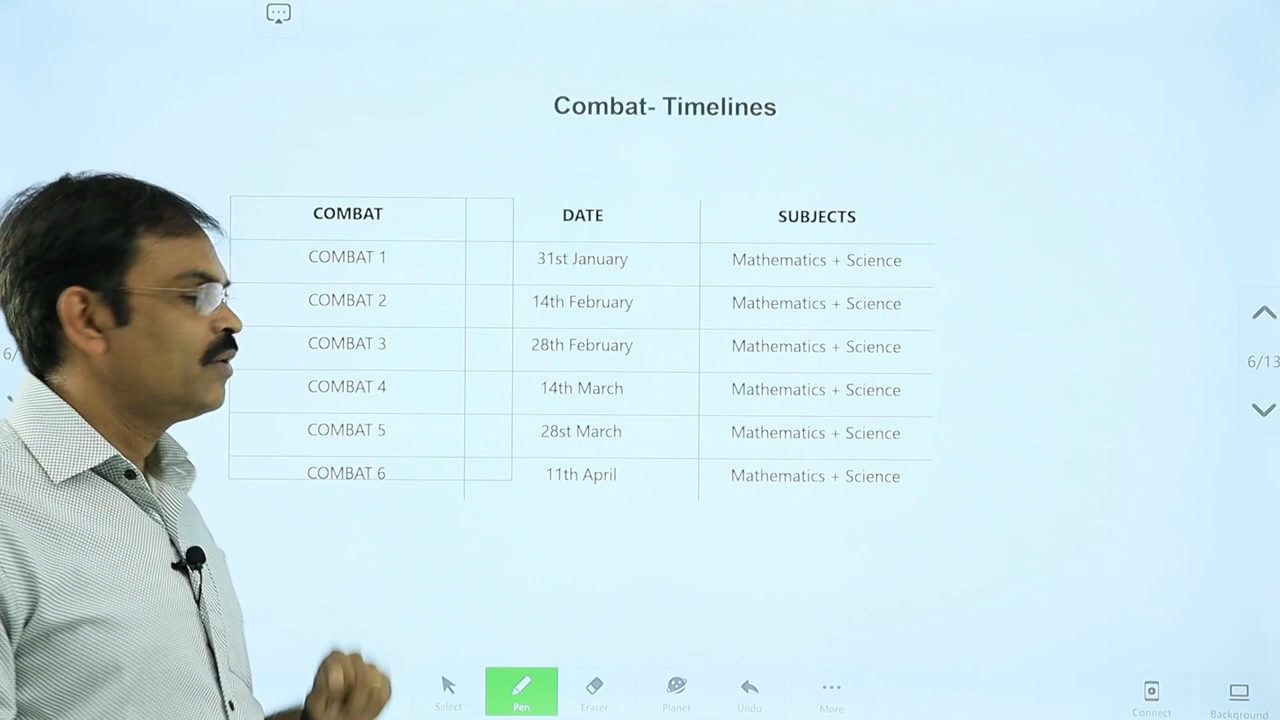 Combat- Timelines
COMBAT DATE SUBJECTS
COMBAT 1 31st January Mathematics + Science
COMBAT 2 14th February Mathematics + Science
COMBAT 3 28th February Mathematics + Science
COMBAT 4 14th March Mathematics + Science
COMBAT 5 28st March Mathematics + Science
COMBAT 6 11th April Mathematics + Science
6/
6/13
Select Pen Eraser Planet Undo More Connect Background